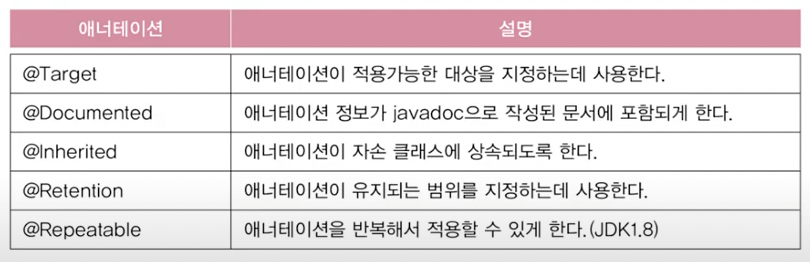 애너테이션 설명
@Target 애너테이션이 적용가능한 대상을 지정하는데 사용한다.
@Documented 애너테이션 정보가 javadoc으로 작성된 문서에 포함되게 한다.
@Inherited 애너테이션이 자손 클래스에 상속되도록 한다.
@Retention 애너테이션이 유지되는 범위를 지정하는데 사용한다.
@Repeatable 애너테이션을 반복해서 적용할 수 있게 한다.(JDK1.8)